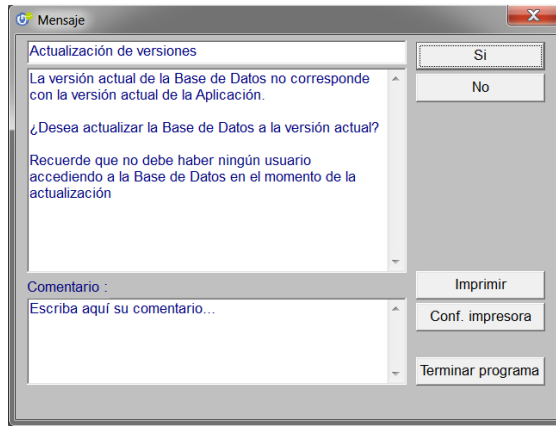 Mensaje
Actualización de versiones
La versión actual de la Base de Datos no corresponde
con la versión actual de la Aplicación.
¿Desea actualizar la Base de Datos a la versión actual?
Recuerde que no debe haber ningún usuario
accediendo a la Base de Datos en el momento de la
actualización
Si
No
Comentario :
Escriba aquí su comentario...
Imprimir
Conf. impresora
Terminar programa